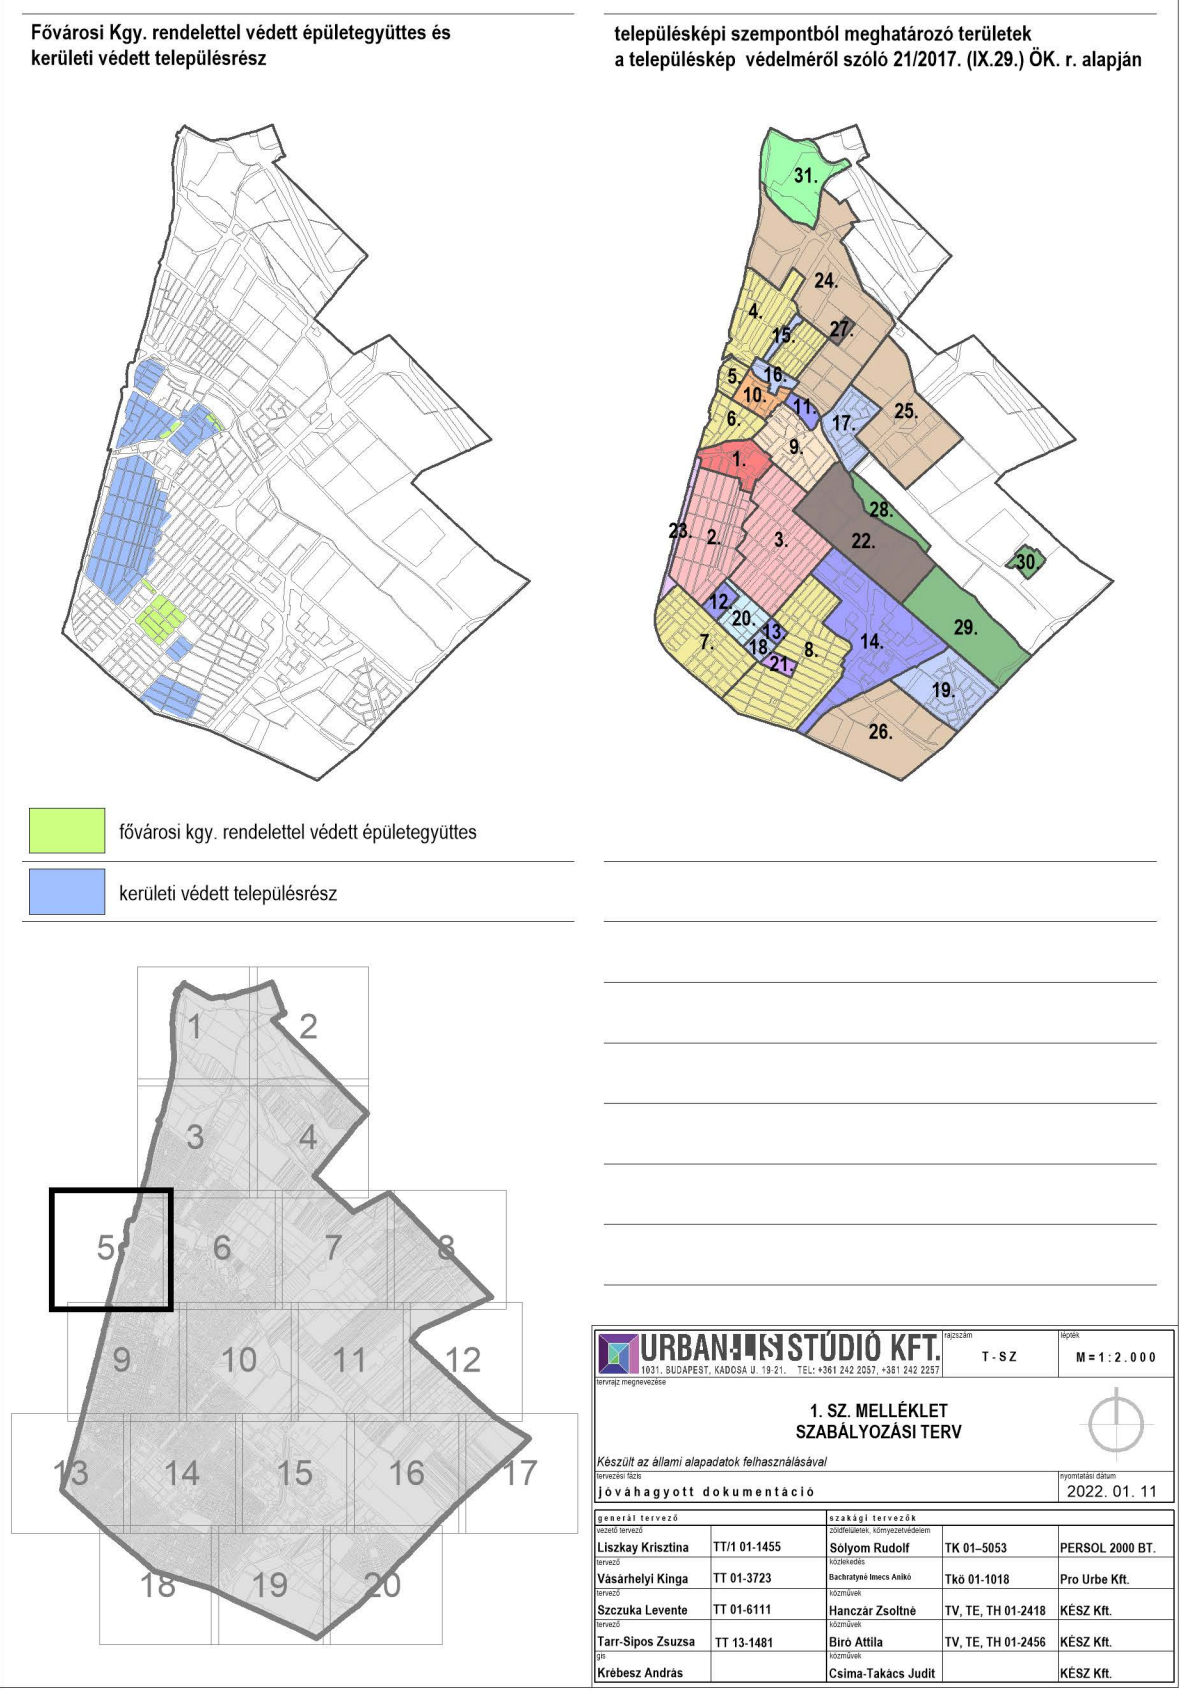 Fővárosi Kgy. rendelettel védett épületegyüttes és
kerületi védett településrész
településképi szempontból meghatározó területek
a településkép védelméről szóló 21/2017. (IX.29.) ÖK. r. alapján
31.
24.
4.
27.
15.
5.
16.
10.
11.
25.
6.
17.
9.
1.
28.
23.
2.
3.
22.
30.
12.
20.
29.
13.
7.
18.
8.
14.
21.
19.
26.
fővárosi kgy. rendelettel védett épületegyüttes
kerületi védett településrész
1
2
3
4
5
6
7
8
9
10
11
12
13
14
15
16
17
18
19
20
URBAN-LIS STÚDIÓ KFT.
1031. BUDAPEST, KADOSA U. 19-21. TEL: +361 242 2057, +361 242 2257
rajzszám
T - SZ
lépték
M = 1 : 2 . 0 0 0
tervrajz megnevezése
1. SZ. MELLÉKLET
SZABÁLYOZÁSI TERV
Készült az állami alapadatok felhasználásával
tervezési fázis
jóváhagyott dokumentáció
nyomtatási dátum
2022. 01. 11
generál tervező
szakági tervezők
vezető tervező
Liszkay Krisztina TT/1 01-1455
zöldfelületek, környezetvédelem
Sólyom Rudolf TK 01–5053 PERSOL 2000 BT.
tervező
Vásárhelyi Kinga TT 01-3723
közlekedés
Bachratyné Imecs Anikó Tkö 01-1018 Pro Urbe Kft.
tervező
Szczuka Levente TT 01-6111
közművek
Hanczár Zsoltné TV, TE, TH 01-2418 KÉSZ Kft.
tervező
Tarr-Sipos Zsuzsa TT 13-1481
közművek
Bíró Attila TV, TE, TH 01-2456 KÉSZ Kft.
gis
Krébesz András
közművek
Csima-Takács Judit KÉSZ Kft.